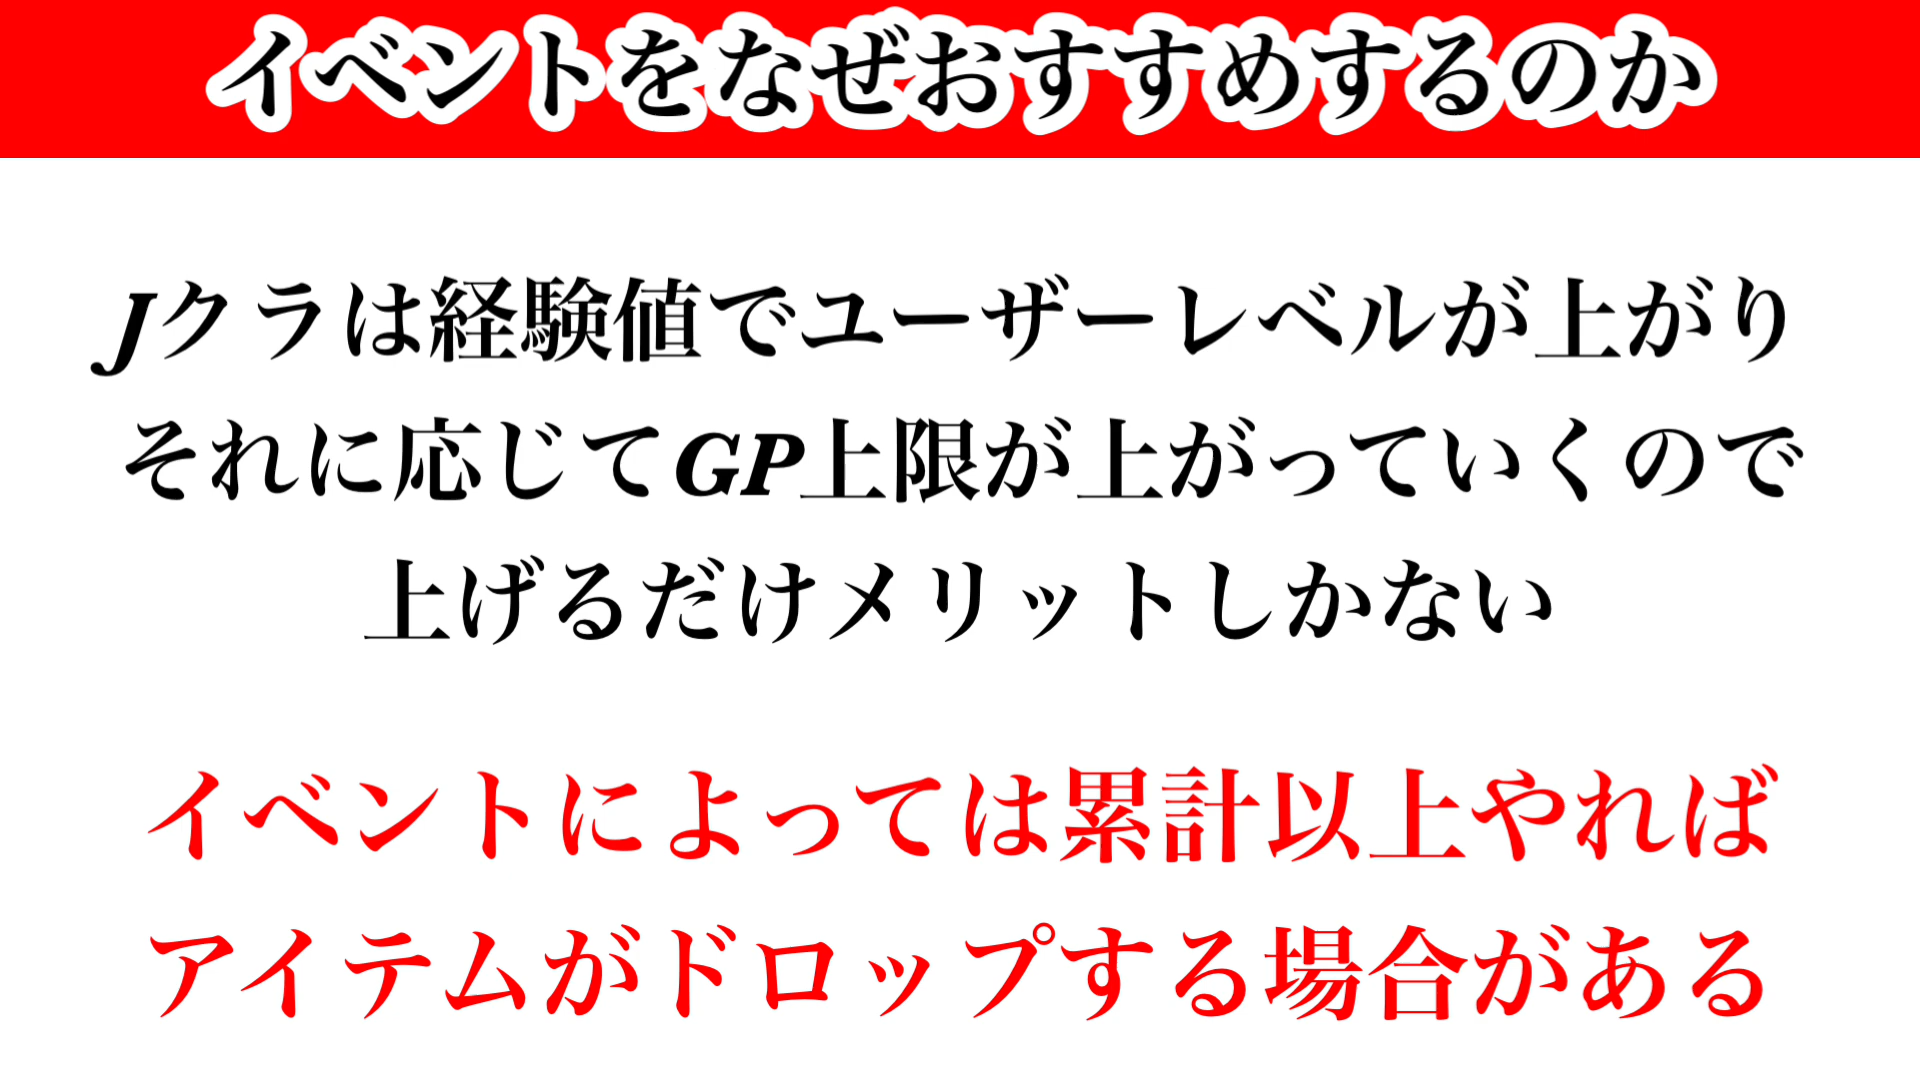 イベントをなぜおすすめするのか
Jクラは経験値でユーザーレベルが上がり
それに応じてGP上限が上がっていくので
上げるだけメリットしかない
イベントによっては累計以上やれば
アイテムがドロップする場合がある